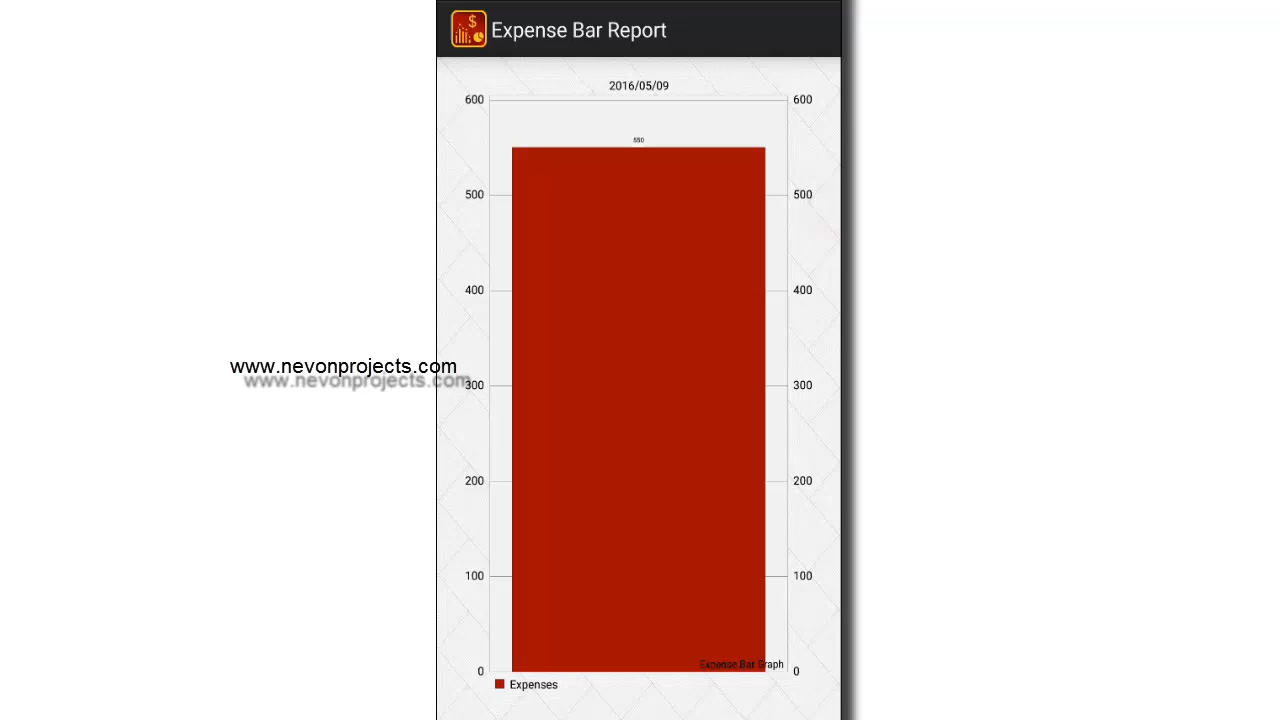 $
Expense Bar Report
2016/05/09
600 600
550
500 500
400 400
www.nevonprojects.com
www.nevonprojects.com
300 300
200 200
100 100
Expense Bar Graph
0 0
Expenses